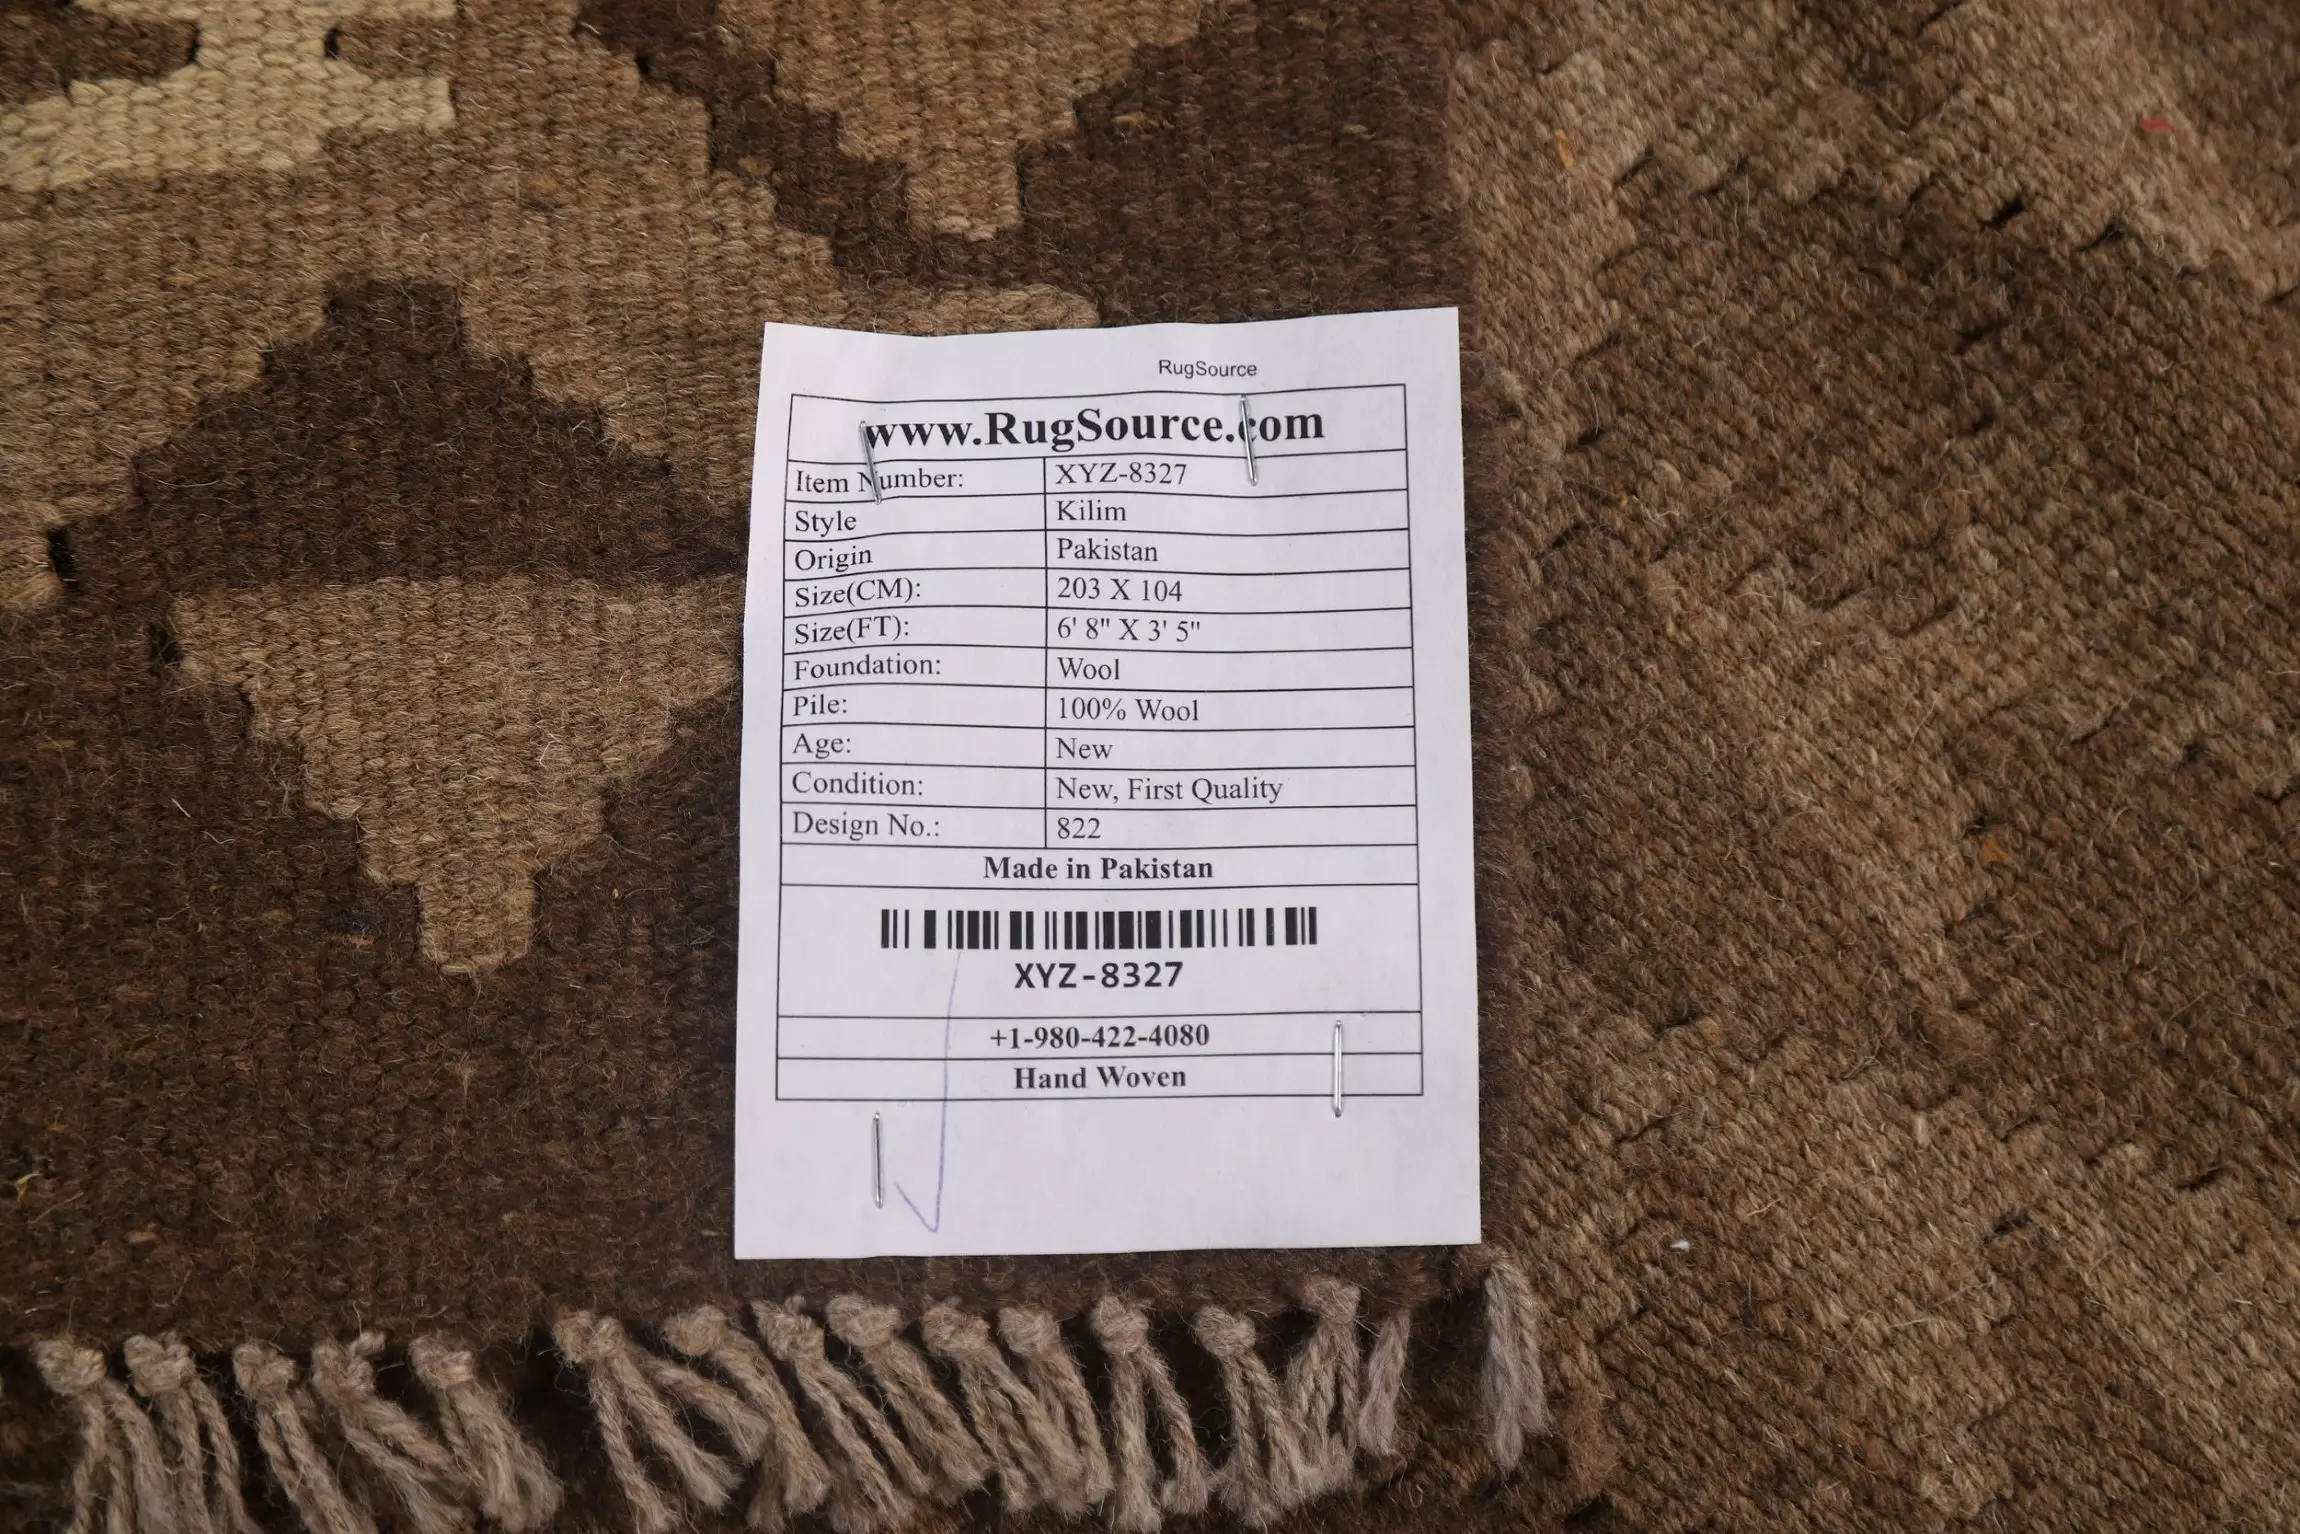 RugSource
www.RugSource.com
Item Number: XYZ-8327
Style Kilim
Origin Pakistan
Size(CM): 203 X 104
Size(FT): 6' 8" X 3' 5"
Foundation: Wool
Pile: 100% Wool
Age: New
Condition: New, First Quality
Design No.: 822
Made in Pakistan
XYZ-8327
+1-980-422-4080
Hand Woven